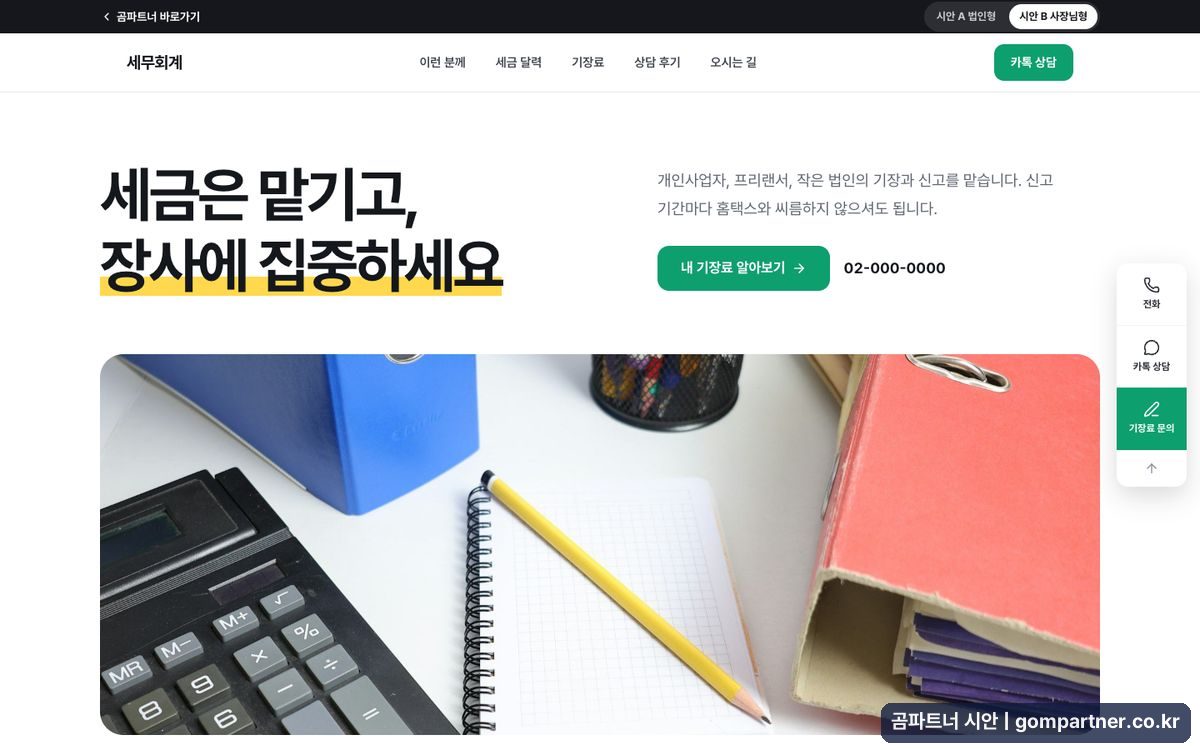 곰파트너 바로가기
시안 A 법인형
시안 B 사장님형
세무회계
이런 분께
세금 달력
기장료
상담 후기
오시는 길
카톡 상담
세금은 맡기고,
장사에 집중하세요
개인사업자, 프리랜서, 작은 법인의 기장과 신고를 맡습니다. 신고
기간마다 홈택스와 씨름하지 않으셔도 됩니다.
내 기장료 알아보기 →
02-000-0000
전화
카톡 상담
기장료 문의
↑
√
M+
%
M−
×
÷
MR
9
−
8
6
=
곰파트너 시안 | gompartner.co.kr